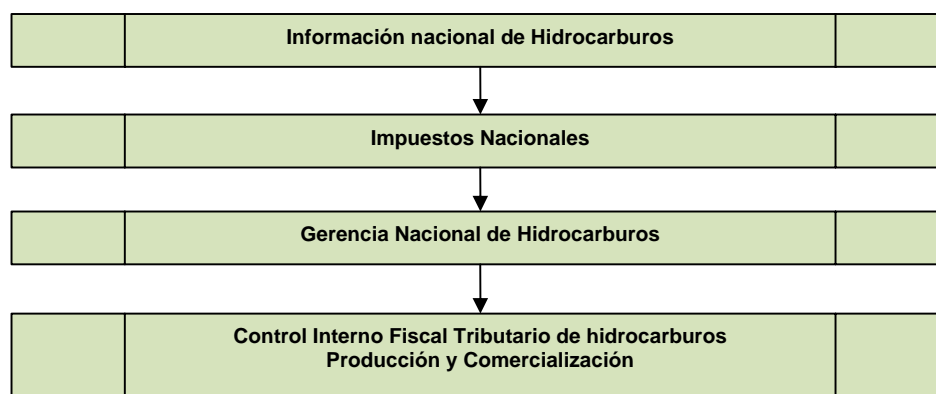 Información nacional de Hidrocarburos
Impuestos Nacionales
Gerencia Nacional de Hidrocarburos
Control Interno Fiscal Tributario de hidrocarburos
Producción y Comercialización